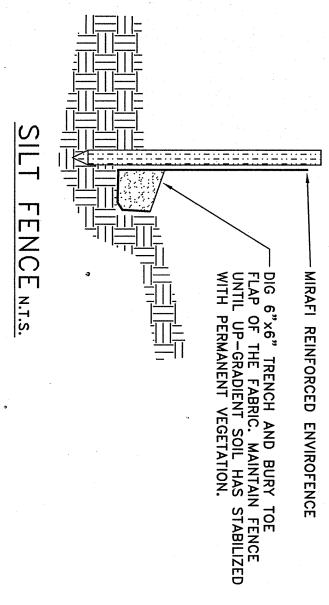 MIRAFI REINFORCED ENVIROFENCE
DIG 6"x6" TRENCH AND BURY TOE
FLAP OF THE FABRIC. MAINTAIN FENCE
UNTIL UP-GRADIENT SOIL HAS STABILIZED
WITH PERMANENT VEGETATION.
SILT FENCE N.T.S.